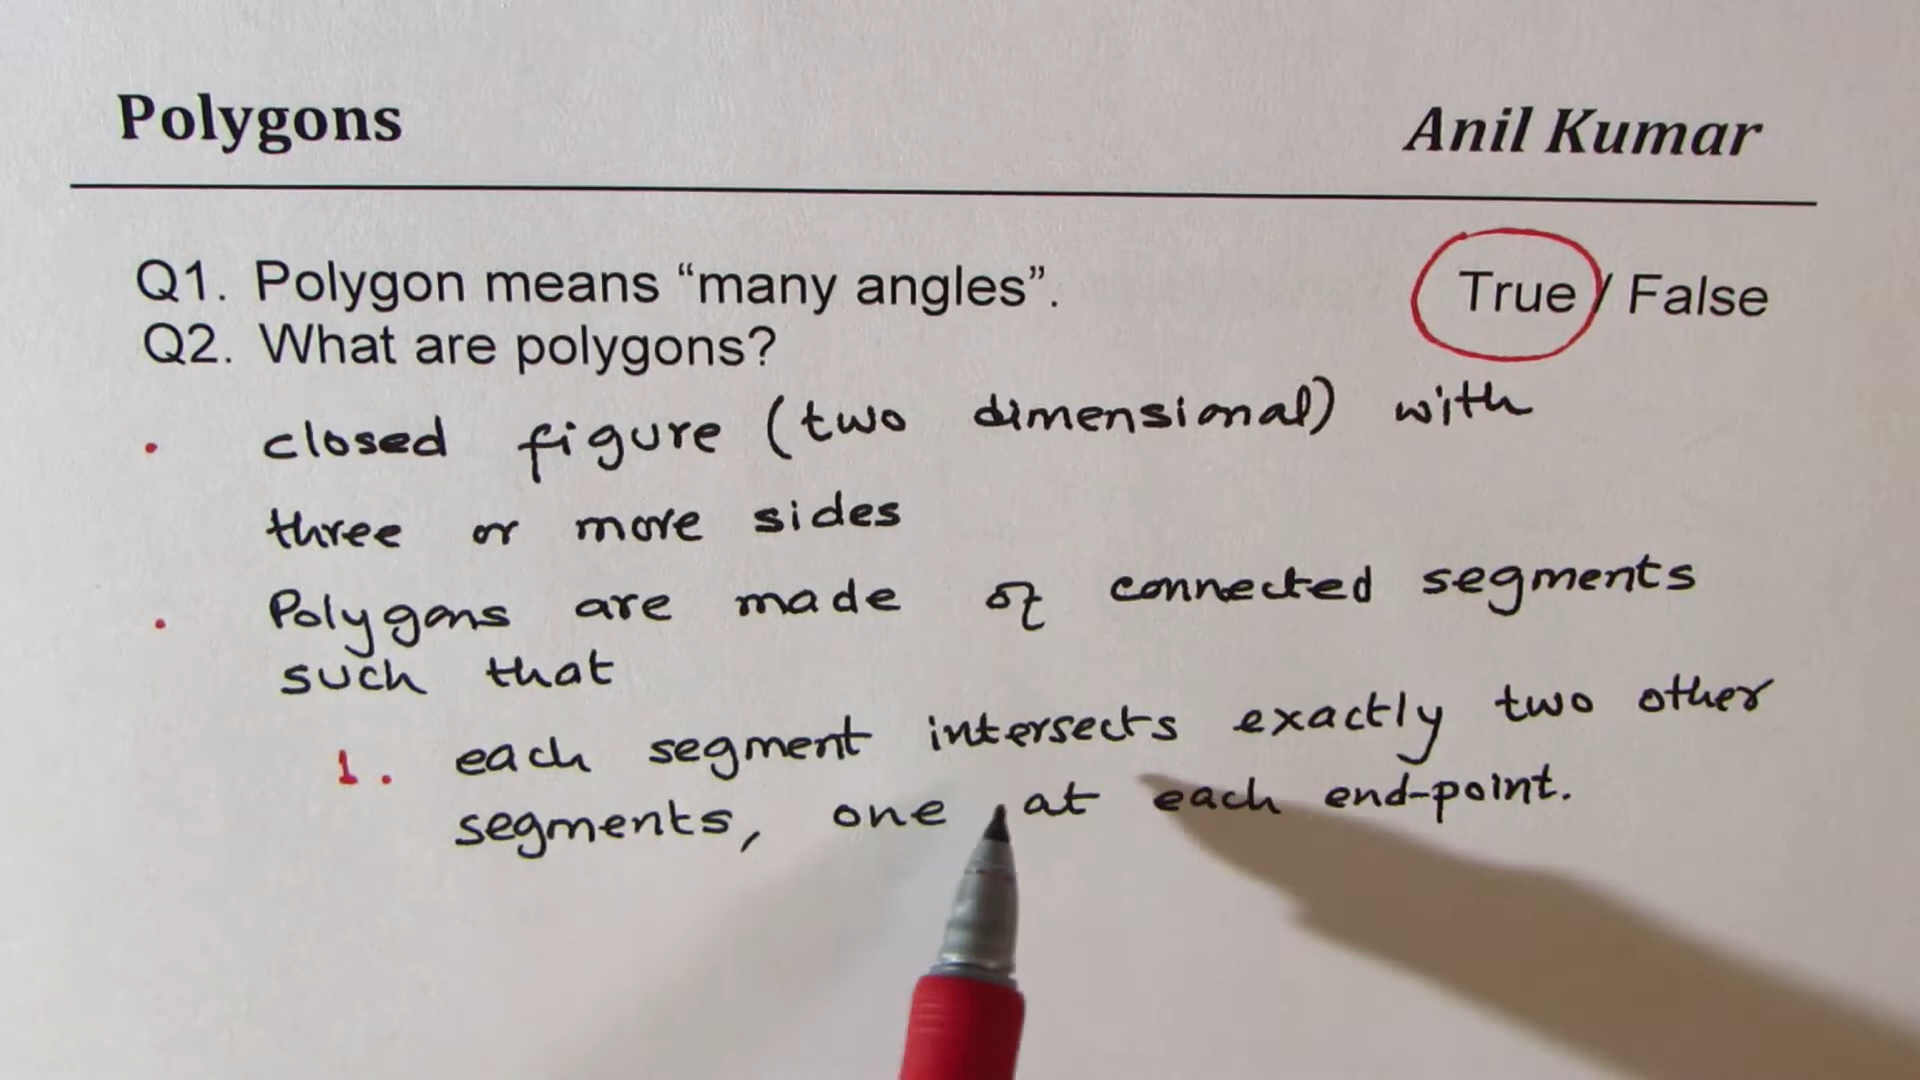 Polygons
Anil Kumar
Q1. Polygon means “many angles”. True / False
Q2. What are polygons?
• closed figure (two dimensional) with
three or more sides
• Polygons are made of connected segments
such that
1. each segment intersects exactly two other
segments, one at each end-point.